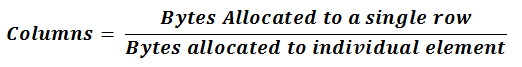 Columns = Bytes Allocated to a single row
Bytes allocated to individual element